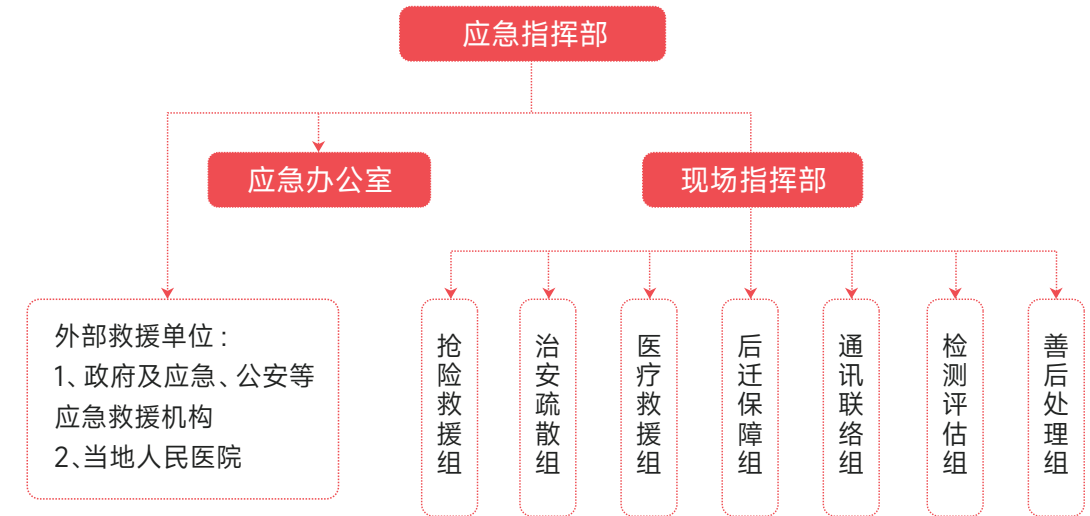 应急指挥部
应急办公室
现场指挥部
外部救援单位：
1、政府及应急、公安等
应急救援机构
2、当地人民医院
抢险救援组
治安疏散组
医疗救援组
后迁保障组
通讯联络组
检测评估组
善后处理组